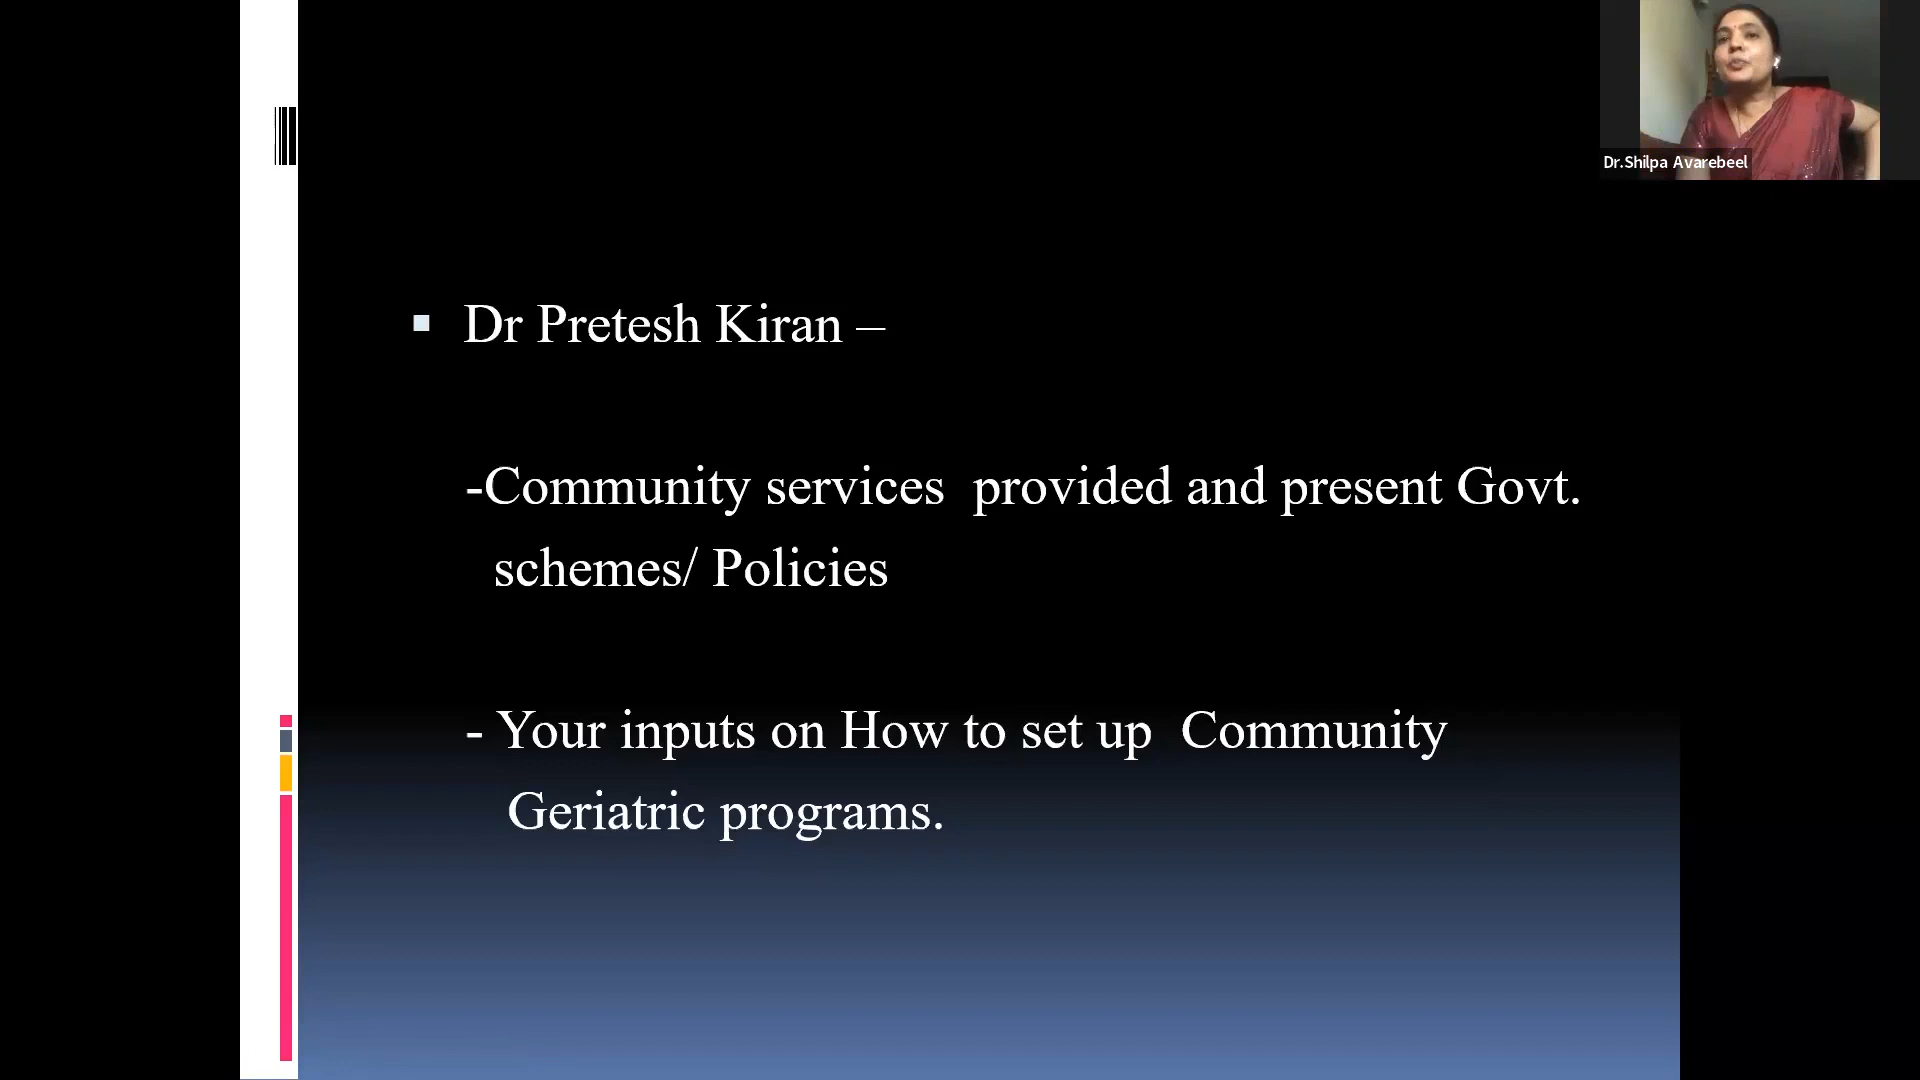 Dr.Shilpa Avarebeel
▪ Dr Pretesh Kiran –
-Community services provided and present Govt.
schemes/ Policies
- Your inputs on How to set up Community
Geriatric programs.